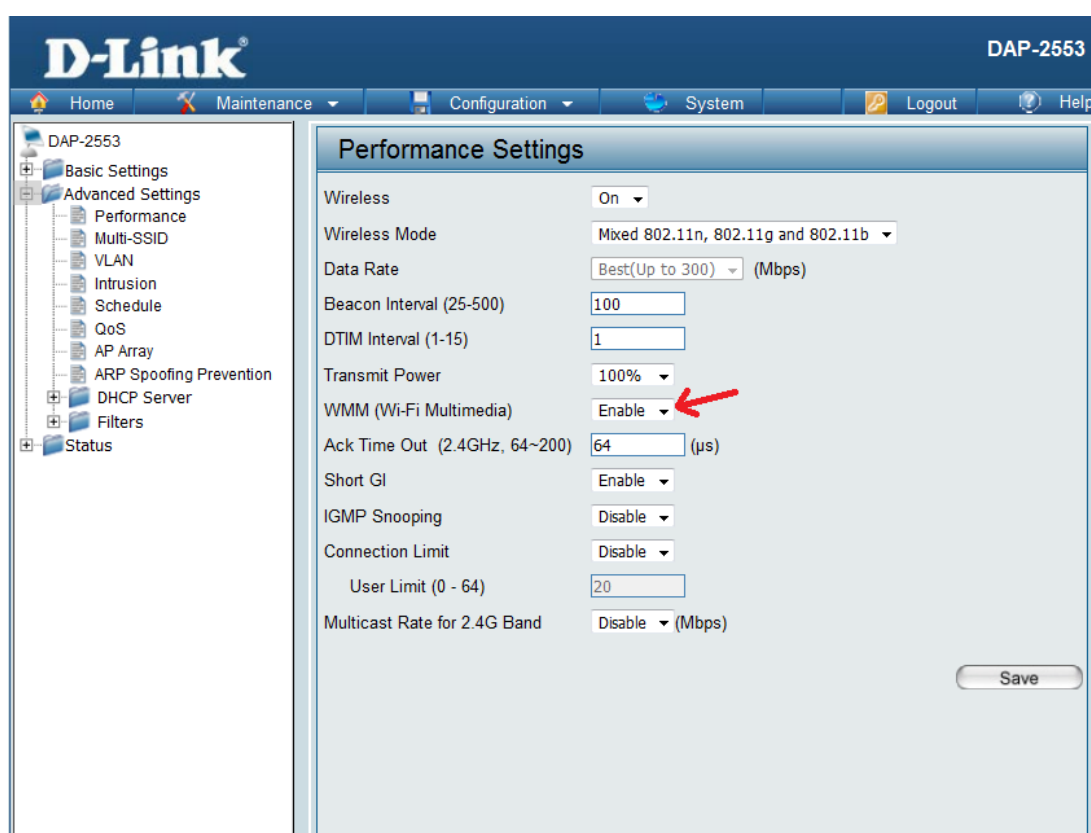 D-Link®
DAP-2553
Home Maintenance Configuration System Logout Help
DAP-2553
Basic Settings
Advanced Settings
Performance
Multi-SSID
VLAN
Intrusion
Schedule
QoS
AP Array
ARP Spoofing Prevention
DHCP Server
Filters
Status
Performance Settings
Wireless On
Wireless Mode Mixed 802.11n, 802.11g and 802.11b
Data Rate Best(Up to 300) (Mbps)
Beacon Interval (25-500) 100
DTIM Interval (1-15) 1
Transmit Power 100%
WMM (Wi-Fi Multimedia) Enable
Ack Time Out (2.4GHz, 64~200) 64 (µs)
Short GI Enable
IGMP Snooping Disable
Connection Limit Disable
User Limit (0 - 64) 20
Multicast Rate for 2.4G Band Disable (Mbps)
Save